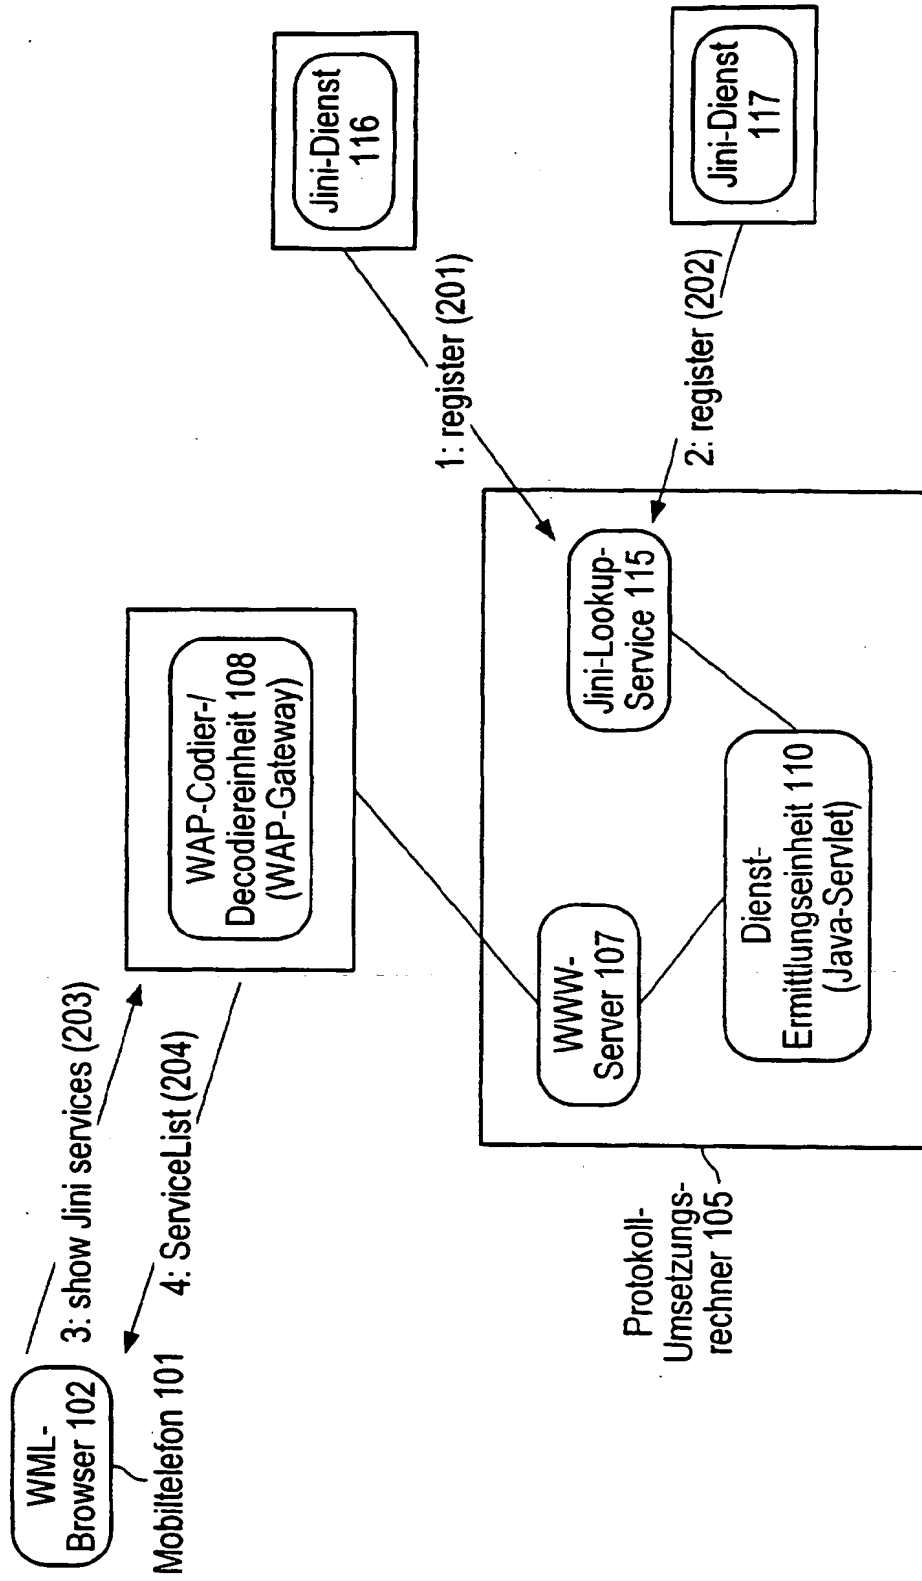 WML-
Browser 102
Mobiltelefon 101
3: show Jini services (203)
4: ServiceList (204)
WAP-Codier-/
Decodiereinheit 108
(WAP-Gateway)
Protokoll-
Umsetzungs-
rechner 105
WWW-
Server 107
Dienst-
Ermittlungseinheit 110
(Java-Servlet)
Jini-Lookup-
Service 115
1: register (201)
2: register (202)
Jini-Dienst
116
Jini-Dienst
117